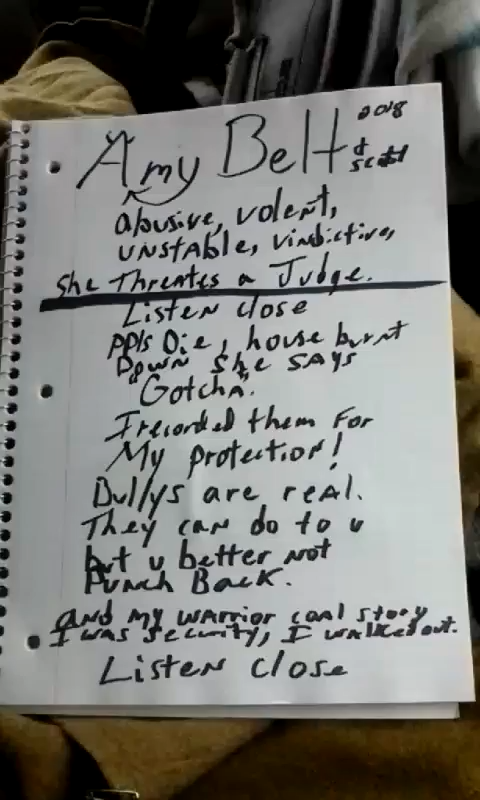 2018
Amy Belt
& scott
abusive, volent,
unstable, vindictive,
she Threates a Judge.
Listen close
ppls Die, house burnt
Down she says
"Gotcha".
I recorded them for
My protection!
Bullys are real.
They can do to u
but u better not
Punch Back.
and my warrior coal story
I was security, I walked out.
Listen close